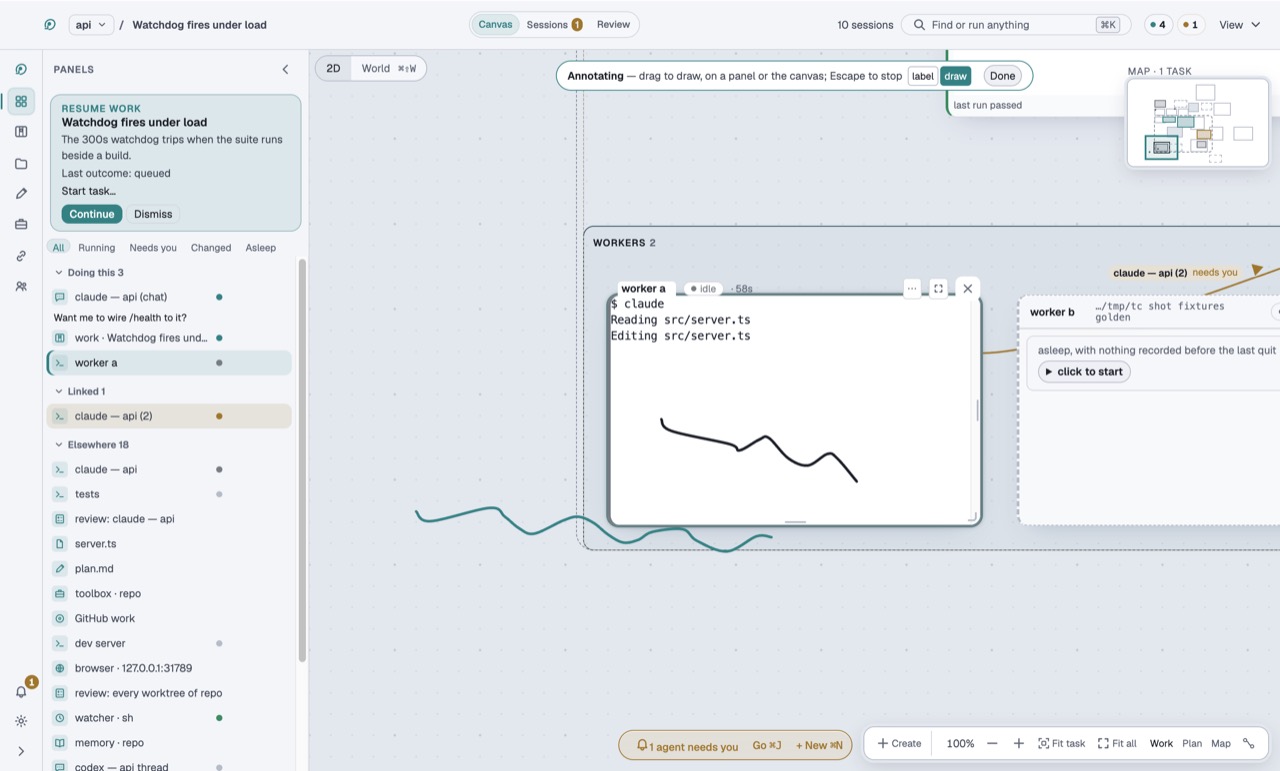 api / Watchdog fires under load
Canvas Sessions 1 Review
10 sessions Find or run anything ⌘K 4 1 View
PANELS
RESUME WORK
Watchdog fires under load
The 300s watchdog trips when the suite runs
beside a build.
Last outcome: queued
Start task…
Continue Dismiss
All Running Needs you Changed Asleep
Doing this 3
claude — api (chat)
Want me to wire /health to it?
work · Watchdog fires und…
worker a
Linked 1
claude — api (2)
Elsewhere 18
claude — api
tests
review: claude — api
server.ts
plan.md
toolbox · repo
GitHub work
dev server
browser · 127.0.0.1:31789
review: every worktree of repo
watcher · sh
memory · repo
codex — api thread
1
2D World ⌘⇧W
Annotating — drag to draw, on a panel or the canvas; Escape to stop label draw Done
last run passed
MAP · 1 TASK
WORKERS 2
claude — api (2) needs you
worker a idle · 58s
$ claude
Reading src/server.ts
Editing src/server.ts
worker b …/tmp/tc shot fixtures
golden
asleep, with nothing recorded before the last quit
click to start
1 agent needs you Go ⌘J + New ⌘N
Create 100% Fit task Fit all Work Plan Map